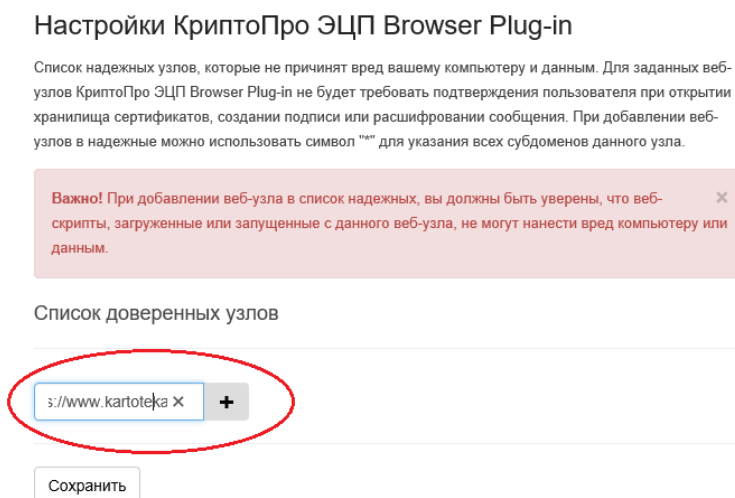 Настройки КриптоПро ЭЦП Browser Plug-in
Список надежных узлов, которые не причинят вред вашему компьютеру и данным. Для заданных веб-
узлов КриптоПро ЭЦП Browser Plug-in не будет требовать подтверждения пользователя при открытии
хранилища сертификатов, создании подписи или расшифровании сообщения. При добавлении веб-
узлов в надежные можно использовать символ "*" для указания всех субдоменов данного узла.
Важно! При добавлении веб-узла в список надежных, вы должны быть уверены, что веб-
скрипты, загруженные или запущенные с данного веб-узла, не могут нанести вред компьютеру или
данным.
Список доверенных узлов
s://www.kartoteka
Сохранить